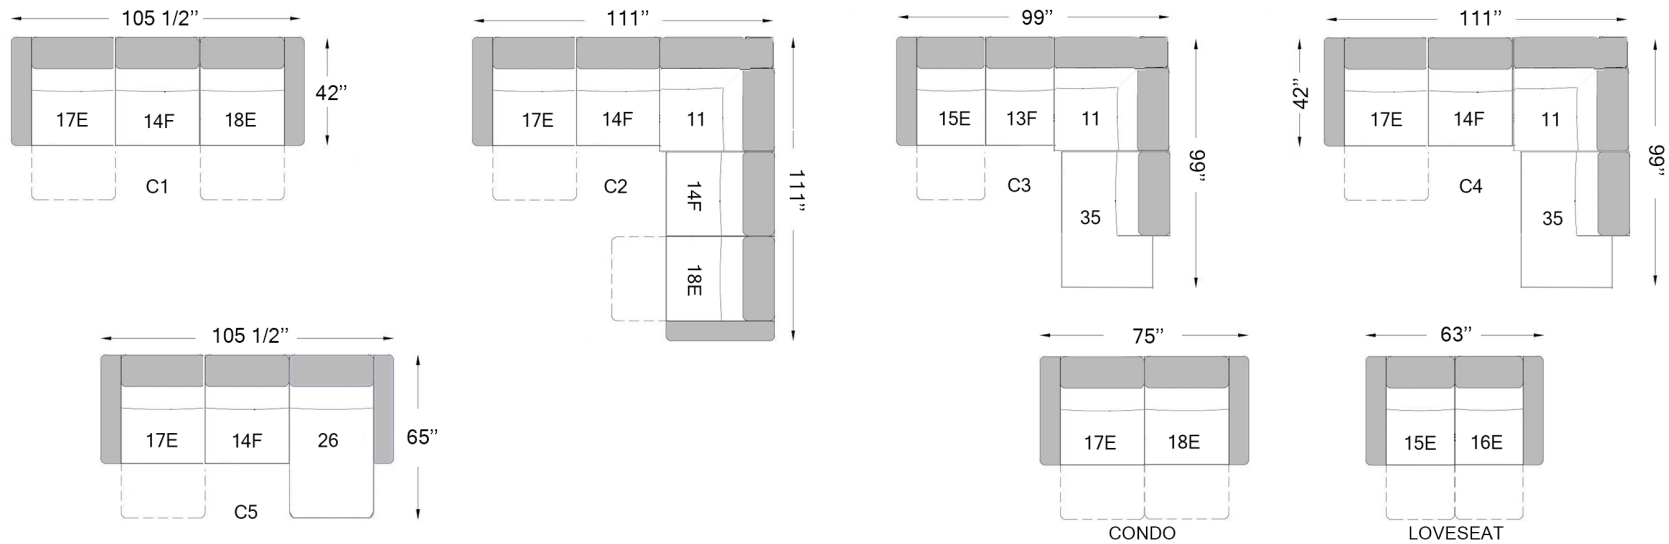 105 1/2’’
17E 14F 18E
42’’
C1
111’’
17E 14F 11
14F
18E
111’’
C2
99’’
15E 13F 11
35
99’’
C3
111’’
42’’
17E 14F 11
35
99’’
C4
105 1/2’’
17E 14F 26
65’’
C5
75’’
17E 18E
CONDO
63’’
15E 16E
LOVESEAT